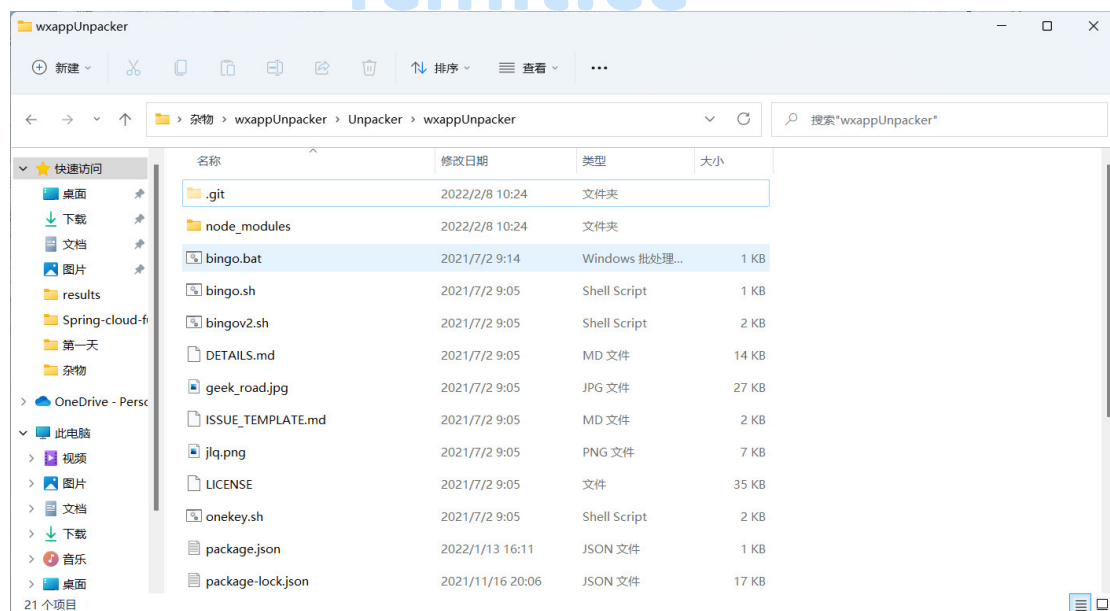 wxappUnpacker
新建 排序 查看
杂物 wxappUnpacker Unpacker wxappUnpacker 搜索"wxappUnpacker"
快速访问
桌面
下载
文档
图片
results
Spring-cloud-fu
第一天
杂物
OneDrive - Perso
此电脑
视频
图片
文档
下载
音乐
桌面
名称 修改日期 类型 大小
.git 2022/2/8 10:24 文件夹
node_modules 2022/2/8 10:24 文件夹
bingo.bat 2021/7/2 9:14 Windows 批处理... 1 KB
bingo.sh 2021/7/2 9:05 Shell Script 1 KB
bingov2.sh 2021/7/2 9:05 Shell Script 2 KB
DETAILS.md 2021/7/2 9:05 MD 文件 14 KB
geek_road.jpg 2021/7/2 9:05 JPG 文件 27 KB
ISSUE_TEMPLATE.md 2021/7/2 9:05 MD 文件 2 KB
jlq.png 2021/7/2 9:05 PNG 文件 7 KB
LICENSE 2021/7/2 9:05 文件 35 KB
onekey.sh 2021/7/2 9:05 Shell Script 2 KB
package.json 2022/1/13 16:11 JSON 文件 1 KB
package-lock.json 2021/11/16 20:06 JSON 文件 17 KB
21 个项目